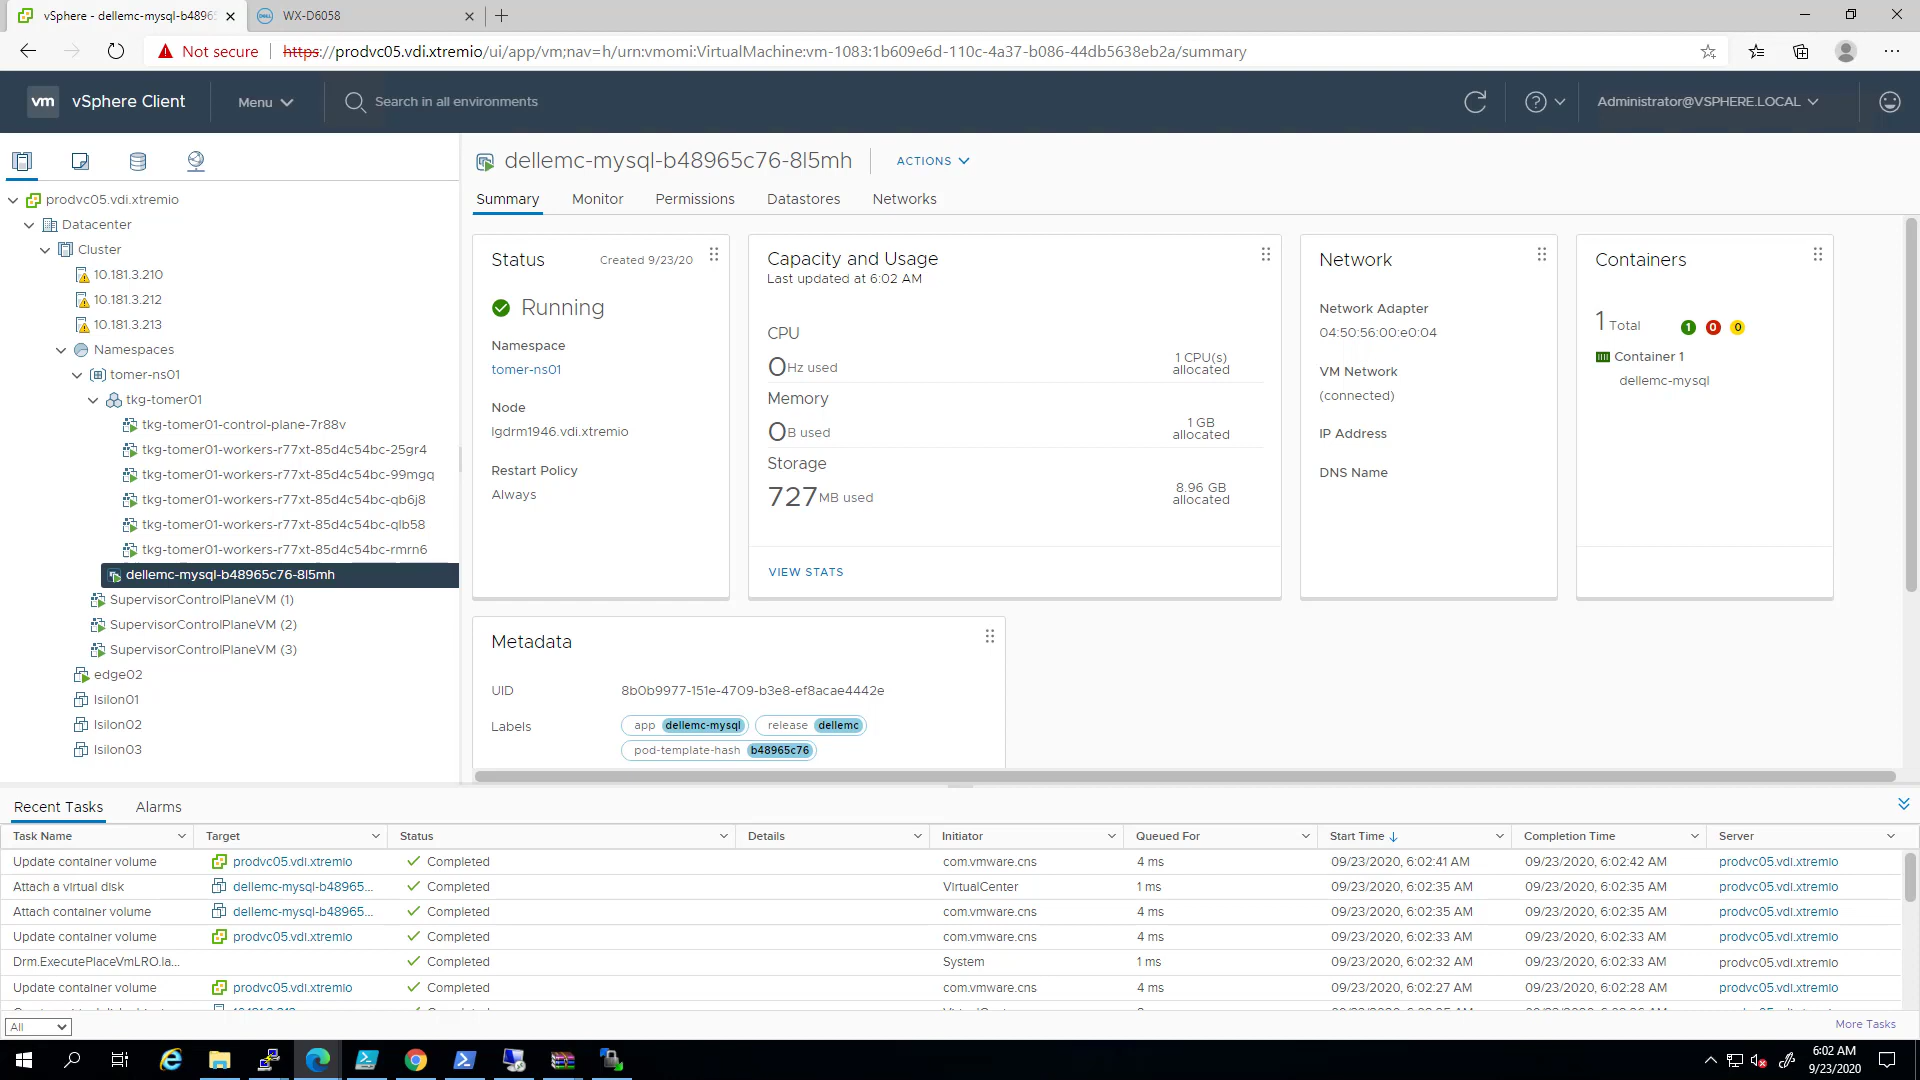 vSphere - dellemc-mysql-b4896
WX-D6058
Not secure
https://prodvc05.vdi.xtremio/ui/app/vm;nav=h/urn:vmomi:VirtualMachine:vm-1083:1b609e6d-110c-4a37-b086-44db5638eb2a/summary
vm vSphere Client Menu Search in all environments Administrator@VSPHERE.LOCAL
prodvc05.vdi.xtremio
Datacenter
Cluster
10.181.3.210
10.181.3.212
10.181.3.213
Namespaces
tomer-ns01
tkg-tomer01
tkg-tomer01-control-plane-7r88v
tkg-tomer01-workers-r77xt-85d4c54bc-25gr4
tkg-tomer01-workers-r77xt-85d4c54bc-99mgq
tkg-tomer01-workers-r77xt-85d4c54bc-qb6j8
tkg-tomer01-workers-r77xt-85d4c54bc-qlb58
tkg-tomer01-workers-r77xt-85d4c54bc-rmrn6
dellemc-mysql-b48965c76-8l5mh
SupervisorControlPlaneVM (1)
SupervisorControlPlaneVM (2)
SupervisorControlPlaneVM (3)
edge02
Isilon01
Isilon02
Isilon03
dellemc-mysql-b48965c76-8l5mh
ACTIONS
Summary Monitor Permissions Datastores Networks
Status Created 9/23/20
Running
Namespace
tomer-ns01
Node
lgdrm1946.vdi.xtremio
Restart Policy
Always
Capacity and Usage
Last updated at 6:02 AM
CPU
0 Hz used 1 CPU(s) allocated
Memory
0 B used 1 GB allocated
Storage
727 MB used 8.96 GB allocated
VIEW STATS
Network
Network Adapter
04:50:56:00:e0:04
VM Network
(connected)
IP Address
DNS Name
Containers
1 Total 1 0 0
Container 1
dellemc-mysql
Metadata
UID 8b0b9977-151e-4709-b3e8-ef8acae4442e
Labels app dellemc-mysql release dellemc
pod-template-hash b48965c76
Recent Tasks Alarms
Task Name Target Status Details Initiator Queued For Start Time Completion Time Server
Update container volume prodvc05.vdi.xtremio Completed com.vmware.cns 4 ms 09/23/2020, 6:02:41 AM 09/23/2020, 6:02:42 AM prodvc05.vdi.xtremio
Attach a virtual disk dellemc-mysql-b48965... Completed VirtualCenter 1 ms 09/23/2020, 6:02:35 AM 09/23/2020, 6:02:35 AM prodvc05.vdi.xtremio
Attach container volume dellemc-mysql-b48965... Completed com.vmware.cns 4 ms 09/23/2020, 6:02:35 AM 09/23/2020, 6:02:35 AM prodvc05.vdi.xtremio
Update container volume prodvc05.vdi.xtremio Completed com.vmware.cns 4 ms 09/23/2020, 6:02:33 AM 09/23/2020, 6:02:33 AM prodvc05.vdi.xtremio
Drm.ExecutePlaceVmLRO.la... Completed System 1 ms 09/23/2020, 6:02:32 AM 09/23/2020, 6:02:33 AM prodvc05.vdi.xtremio
Update container volume prodvc05.vdi.xtremio Completed com.vmware.cns 4 ms 09/23/2020, 6:02:27 AM 09/23/2020, 6:02:28 AM prodvc05.vdi.xtremio
All More Tasks
6:02 AM
9/23/2020